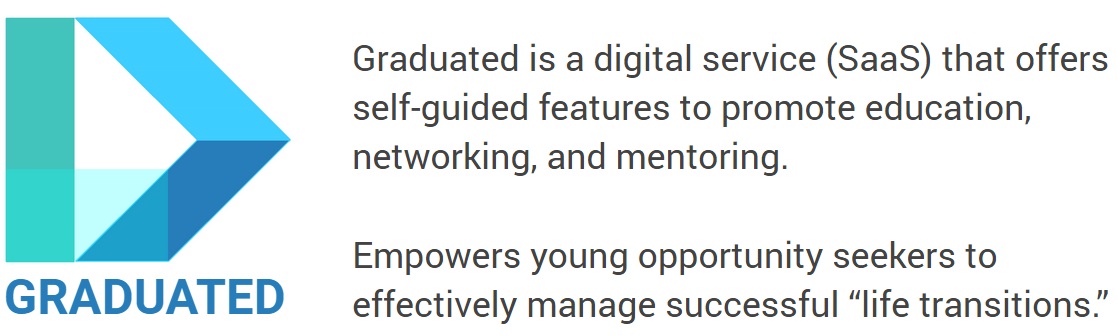 GRADUATED
Graduated is a digital service (SaaS) that offers
self-guided features to promote education,
networking, and mentoring.
Empowers young opportunity seekers to
effectively manage successful “life transitions.”